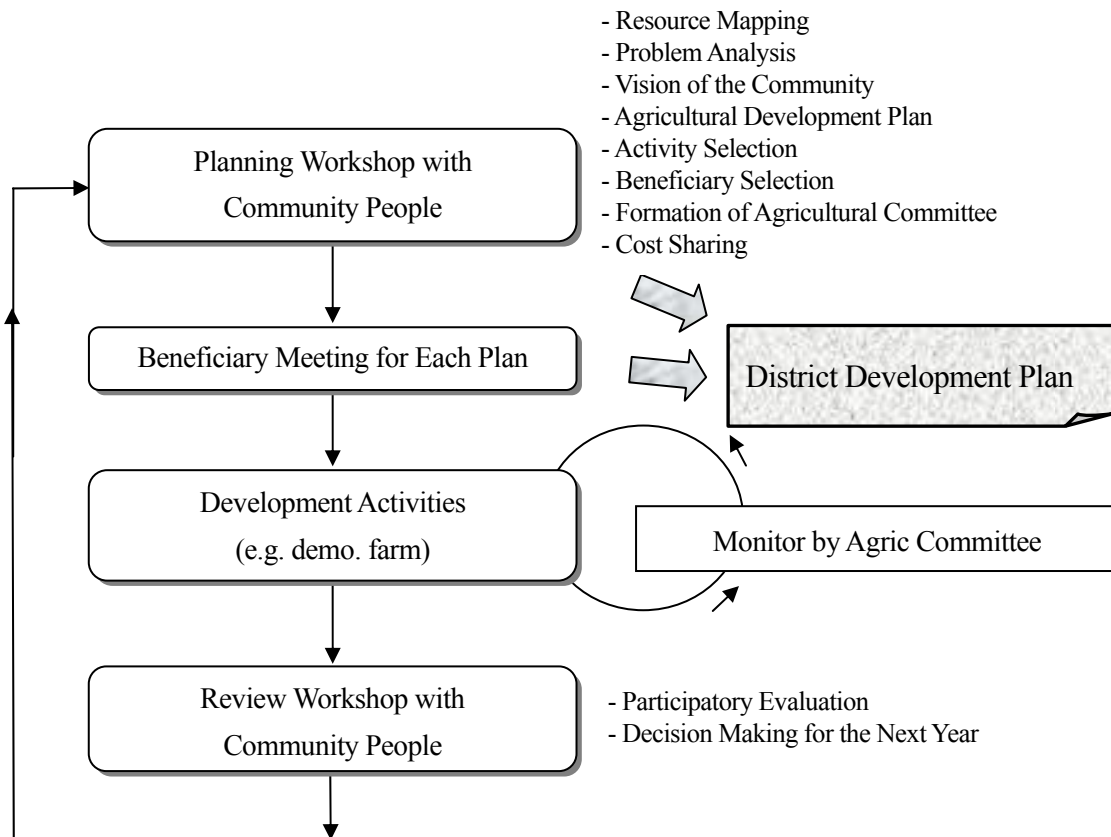 - Resource Mapping
- Problem Analysis
- Vision of the Community
- Agricultural Development Plan
- Activity Selection
- Beneficiary Selection
- Formation of Agricultural Committee
- Cost Sharing
Planning Workshop with
Community People
Beneficiary Meeting for Each Plan
District Development Plan
Development Activities
(e.g. demo. farm)
Monitor by Agric Committee
Review Workshop with
Community People
- Participatory Evaluation
- Decision Making for the Next Year